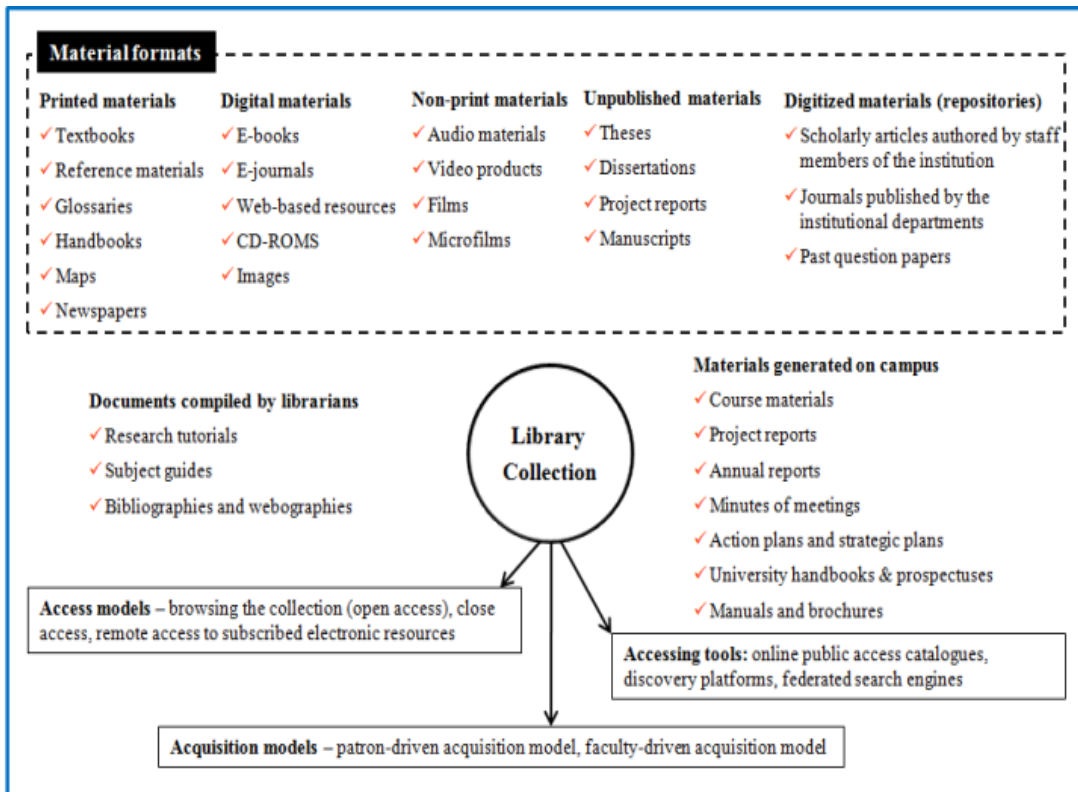 Material formats
Printed materials
✓Textbooks
✓Reference materials
✓Glossaries
✓Handbooks
✓Maps
✓Newspapers
Digital materials
✓E-books
✓E-journals
✓Web-based resources
✓CD-ROMS
✓Images
Non-print materials
✓Audio materials
✓Video products
✓Films
✓Microfilms
Unpublished materials
✓Theses
✓Dissertations
✓Project reports
✓Manuscripts
Digitized materials (repositories)
✓Scholarly articles authored by staff
members of the institution
✓Journals published by the
institutional departments
✓Past question papers
Documents compiled by librarians
✓Research tutorials
✓Subject guides
✓Bibliographies and webographies
Library
Collection
Materials generated on campus
✓Course materials
✓Project reports
✓Annual reports
✓Minutes of meetings
✓Action plans and strategic plans
✓University handbooks & prospectuses
✓Manuals and brochures
Access models – browsing the collection (open access), close
access, remote access to subscribed electronic resources
Accessing tools: online public access catalogues,
discovery platforms, federated search engines
Acquisition models – patron-driven acquisition model, faculty-driven acquisition model